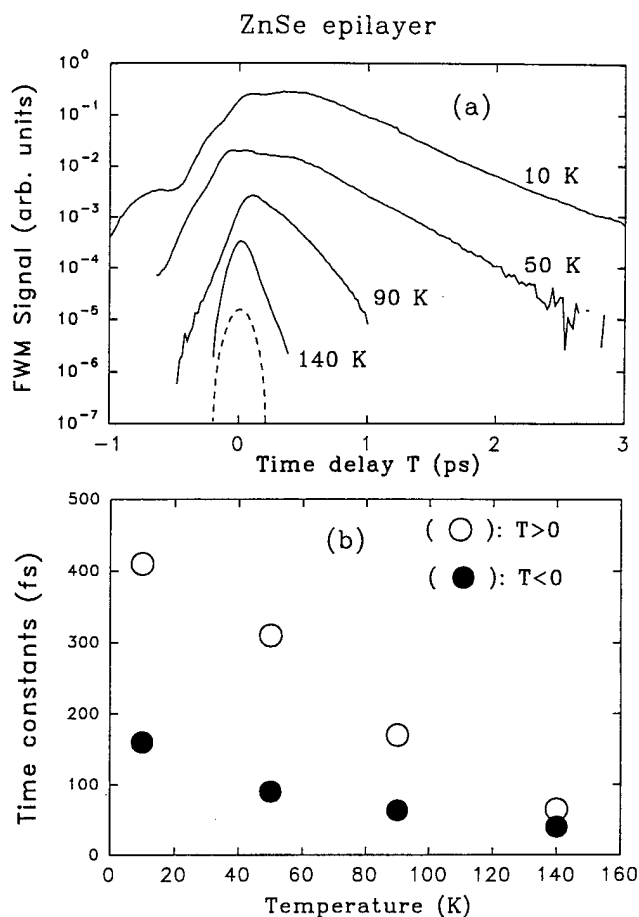 ZnSe epilayer
FWM Signal (arb. units)
10^0
10^-1
10^-2
10^-3
10^-4
10^-5
10^-6
10^-7
(a)
10 K
50 K
90 K
140 K
-1 0 1 2 3
Time delay T (ps)
Time constants (fs)
500
400
300
200
100
0
(b)
( ○ ): T>0
( ● ): T<0
0 20 40 60 80 100 120 140 160
Temperature (K)